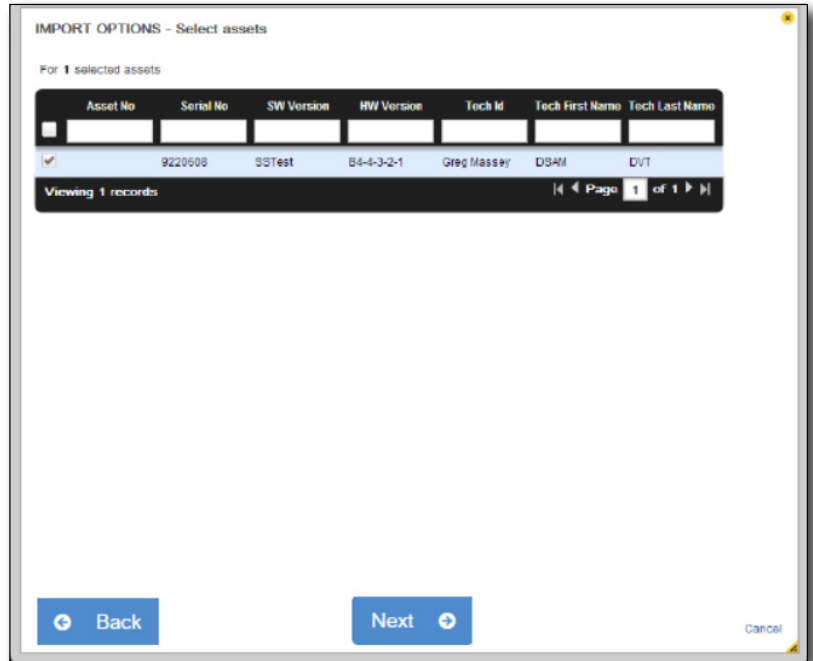 IMPORT OPTIONS - Select assets
For 1 selected assets
Asset No Serial No SW Version HW Version Tech Id Tech First Name Tech Last Name
9220608 SSTest B4-4-3-2-1 Greg Massey DSAM DVT
Viewing 1 records Page 1 of 1
Back Next Cancel